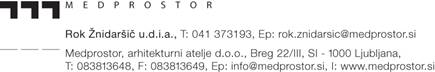 MEDPROSTOR
Rok Žnidaršič u.d.i.a., T: 041 373193, Ep: rok.znidarsic@medprostor.si
Medprostor, arhitekturni atelje d.o.o., Breg 22/III, SI - 1000 Ljubljana,
T: 083813648, F: 083813649, Ep: info@medprostor.si, I: www.medprostor.si